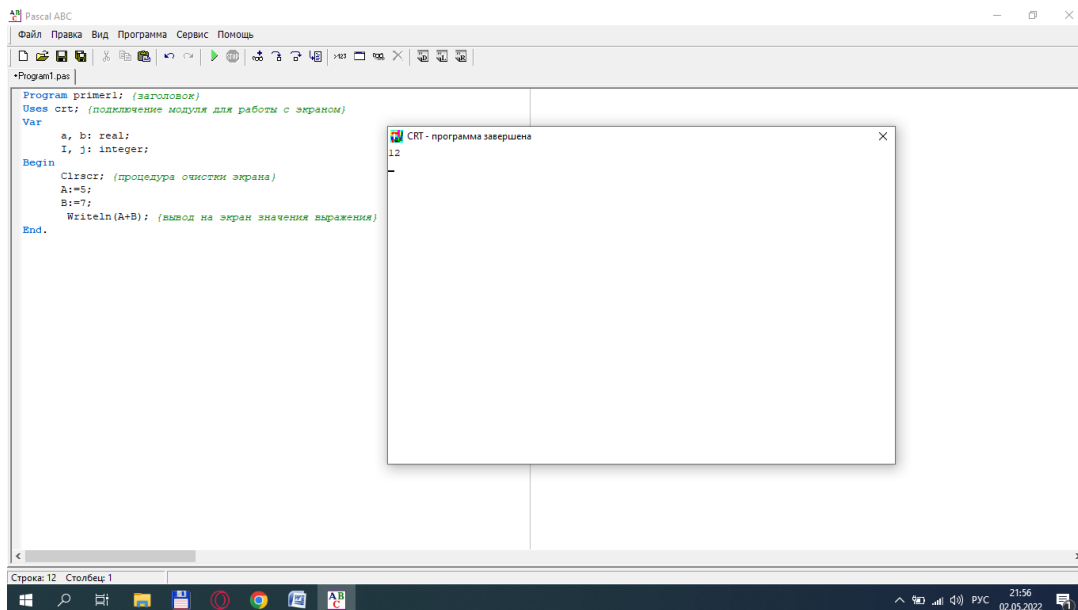 Pascal ABC
Файл Правка Вид Программа Сервис Помощь
•Program1.pas
Program primer1; {заголовок}
Uses crt; {подключение модуля для работы с экраном}
Var
a, b: real;
I, j: integer;
Begin
Clrscr; {процедура очистки экрана}
A:=5;
B:=7;
Writeln(A+B); {вывод на экран значения выражения}
End.
CRT - программа завершена
12
Строка: 12 Столбец: 1
РУС
21:56
02.05.2022